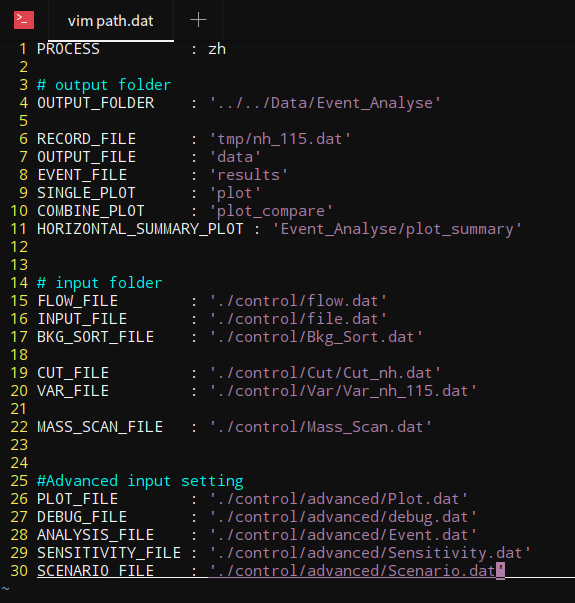 vim path.dat
1 PROCESS : zh
2
3 # output folder
4 OUTPUT_FOLDER : '../../Data/Event_Analyse'
5
6 RECORD_FILE : 'tmp/nh_115.dat'
7 OUTPUT_FILE : 'data'
8 EVENT_FILE : 'results'
9 SINGLE_PLOT : 'plot'
10 COMBINE_PLOT : 'plot_compare'
11 HORIZONTAL_SUMMARY_PLOT : 'Event_Analyse/plot_summary'
12
13
14 # input folder
15 FLOW_FILE : './control/flow.dat'
16 INPUT_FILE : './control/file.dat'
17 BKG_SORT_FILE : './control/Bkg_Sort.dat'
18
19 CUT_FILE : './control/Cut/Cut_nh.dat'
20 VAR_FILE : './control/Var/Var_nh_115.dat'
21
22 MASS_SCAN_FILE : './control/Mass_Scan.dat'
23
24
25 #Advanced input setting
26 PLOT_FILE : './control/advanced/Plot.dat'
27 DEBUG_FILE : './control/advanced/debug.dat'
28 ANALYSIS_FILE : './control/advanced/Event.dat'
29 SENSITIVITY_FILE : './control/advanced/Sensitivity.dat'
30 SCENARIO_FILE : './control/advanced/Scenario.dat'
~